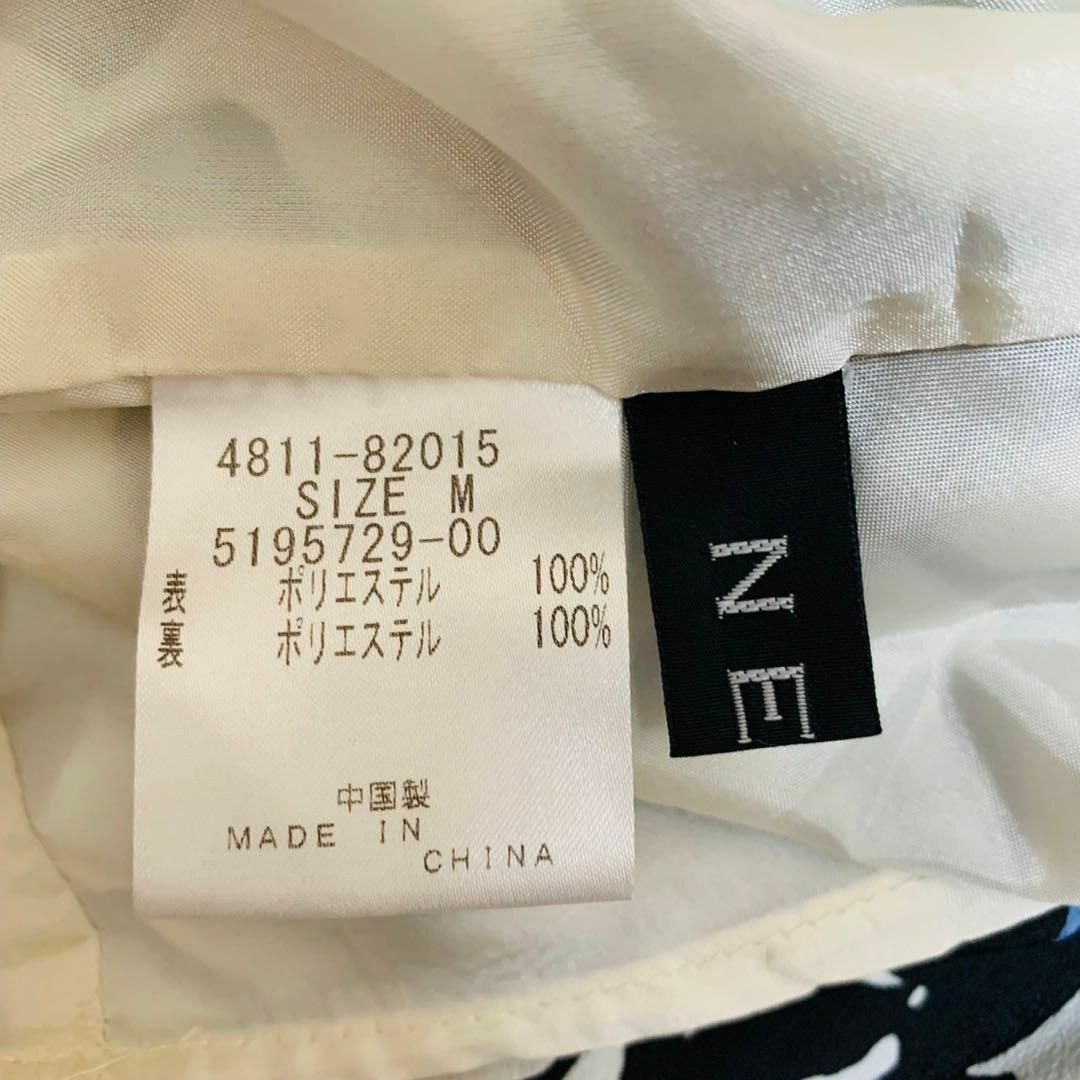 4811-82015
SIZE M
5195729-00
表 ポリエステル 100%
裏 ポリエステル 100%
中国製
MADE IN
CHINA
NE